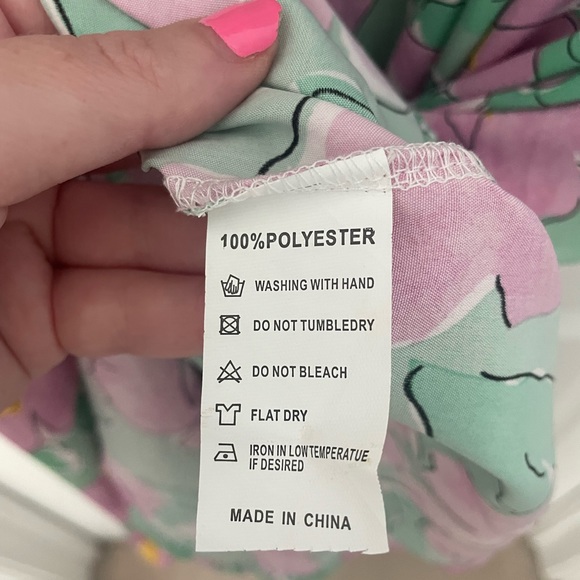 100%POLYESTER
WASHING WITH HAND
DO NOT TUMBLEDRY
DO NOT BLEACH
FLAT DRY
IRON IN LOWTEMPERATUE
IF DESIRED
MADE IN CHINA